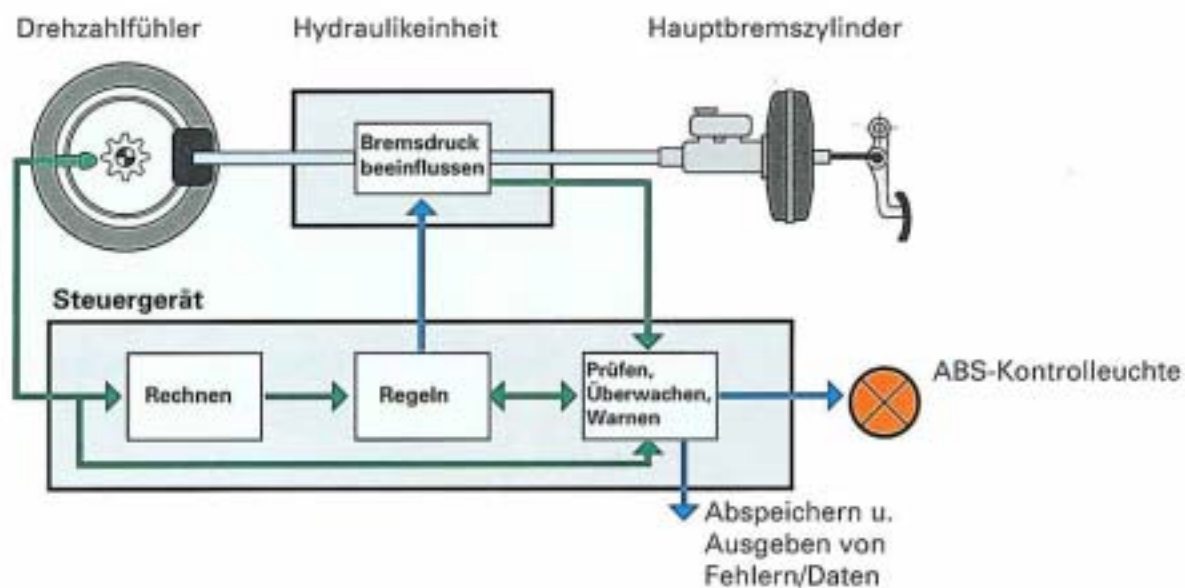 Drehzahlfühler
Hydraulikeinheit
Hauptbremszylinder
Bremsdruck
beeinflussen
Steuergerät
Rechnen
Regeln
Prüfen,
Überwachen,
Warnen
ABS-Kontrolleuchte
Abspeichern u.
Ausgeben von
Fehlern/Daten